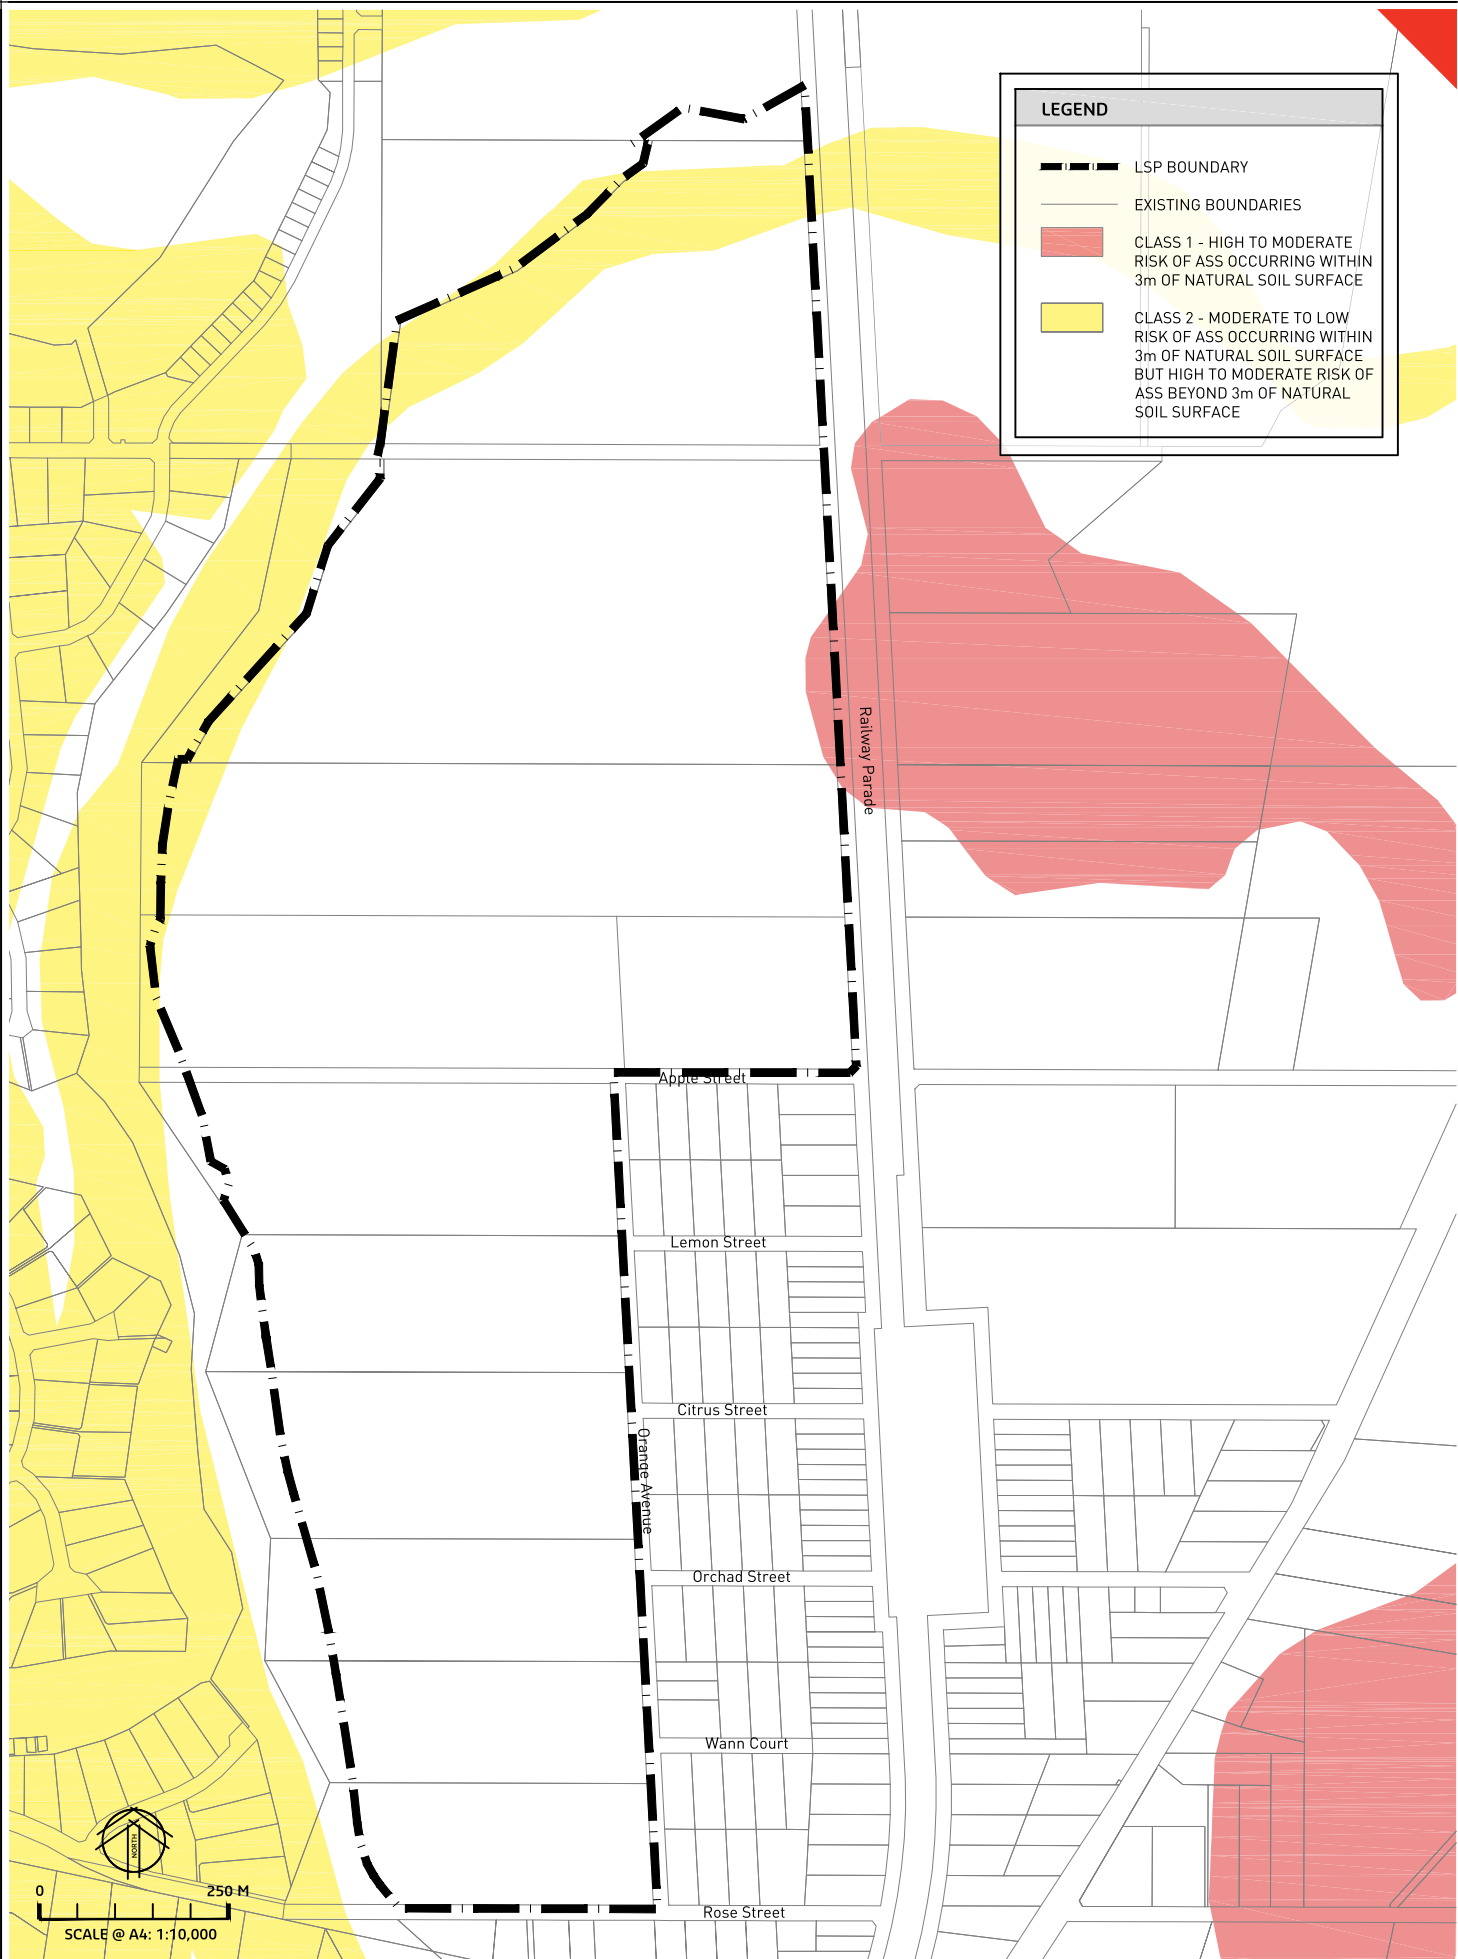 LEGEND
LSP BOUNDARY
EXISTING BOUNDARIES
CLASS 1 - HIGH TO MODERATE
RISK OF ASS OCCURRING WITHIN
3m OF NATURAL SOIL SURFACE
CLASS 2 - MODERATE TO LOW
RISK OF ASS OCCURRING WITHIN
3m OF NATURAL SOIL SURFACE
BUT HIGH TO MODERATE RISK OF
ASS BEYOND 3m OF NATURAL
SOIL SURFACE
Railway Parade
Apple Street
Lemon Street
Citrus Street
Orange Avenue
Orchad Street
Wann Court
Rose Street
NORTH
0 250 M
SCALE @ A4: 1:10,000